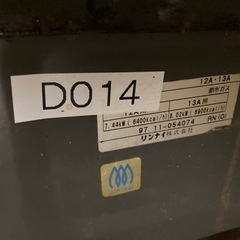 D014
12A・13A
都市ガス
13A用
7.44kW (6400kcal/h) 8.02kW (6900kcal/h)
97.11-054074 RN(O)
リンナイ株式会社